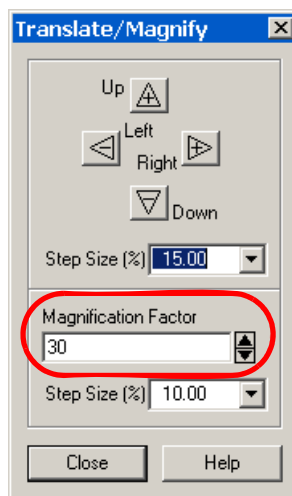 Translate/Magnify
Up
Left
Right
Down
Step Size (%) 15.00
Magnification Factor
30
Step Size (%) 10.00
Close Help